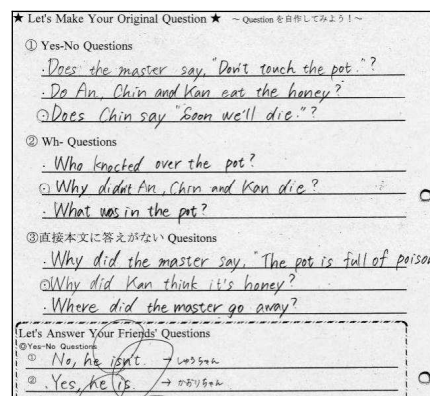 ★ Let's Make Your Original Question ★ ～Question を自作してみよう！～
① Yes-No Questions
・Does the master say, "Don't touch the pot."?
・Do An, Chin and Kan eat the honey?
・Does Chin say "Soon we'll die."?
② Wh- Questions
・Who knocked over the pot?
・Why didn't An, Chin and Kan die?
・What was in the pot?
③直接本文に答えがない Quesitons
・Why did the master say, "The pot is full of poison
・Why did Kan think it's honey?
・Where did the master go away?
Let's Answer Your Friends' Questions
◎Yes-No Questions
① No, he isn't. → しゅうちゃん
② Yes, he is. → かおりちゃん